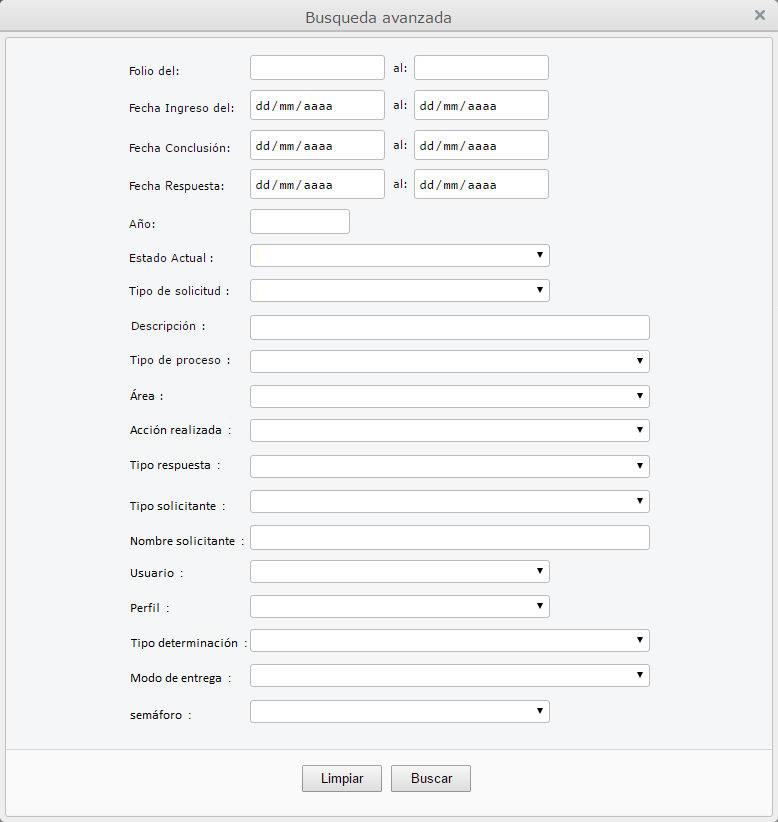 Busqueda avanzada
Folio del: al:
Fecha Ingreso del: dd/mm/aaaa al: dd/mm/aaaa
Fecha Conclusión: dd/mm/aaaa al: dd/mm/aaaa
Fecha Respuesta: dd/mm/aaaa al: dd/mm/aaaa
Año:
Estado Actual :
Tipo de solicitud :
Descripción :
Tipo de proceso :
Área :
Acción realizada :
Tipo respuesta :
Tipo solicitante :
Nombre solicitante :
Usuario :
Perfil :
Tipo determinación :
Modo de entrega :
semáforo :
Limpiar Buscar